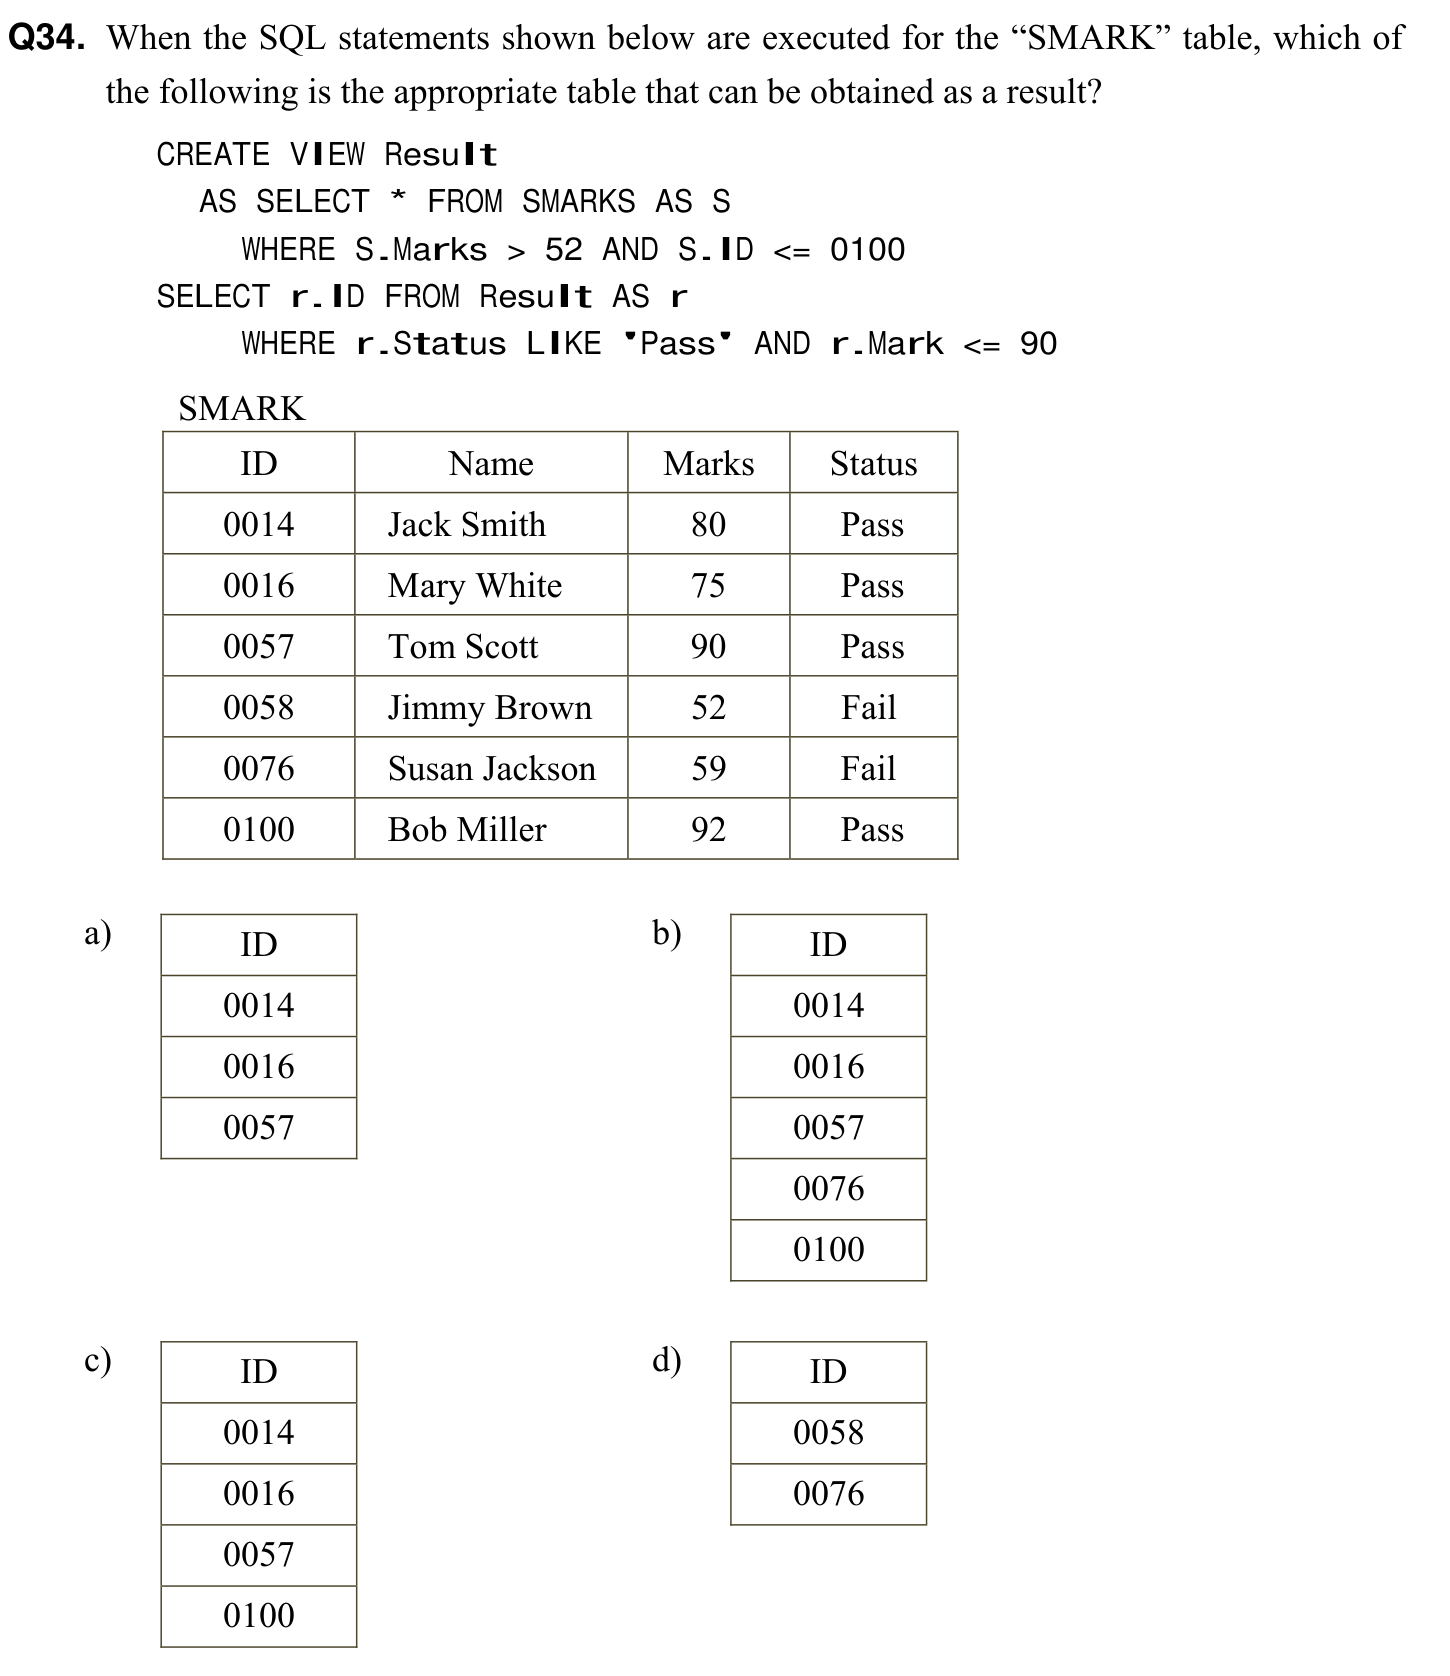 Q34. When the SQL statements shown below are executed for the “SMARK” table, which of
the following is the appropriate table that can be obtained as a result?
CREATE VIEW Result
AS SELECT * FROM SMARKS AS S
WHERE S.Marks > 52 AND S.ID <= 0100
SELECT r.ID FROM Result AS r
WHERE r.Status LIKE 'Pass' AND r.Mark <= 90
SMARK
ID Name Marks Status
0014 Jack Smith 80 Pass
0016 Mary White 75 Pass
0057 Tom Scott 90 Pass
0058 Jimmy Brown 52 Fail
0076 Susan Jackson 59 Fail
0100 Bob Miller 92 Pass
a)
ID
0014
0016
0057
b)
ID
0014
0016
0057
0076
0100
c)
ID
0014
0016
0057
0100
d)
ID
0058
0076